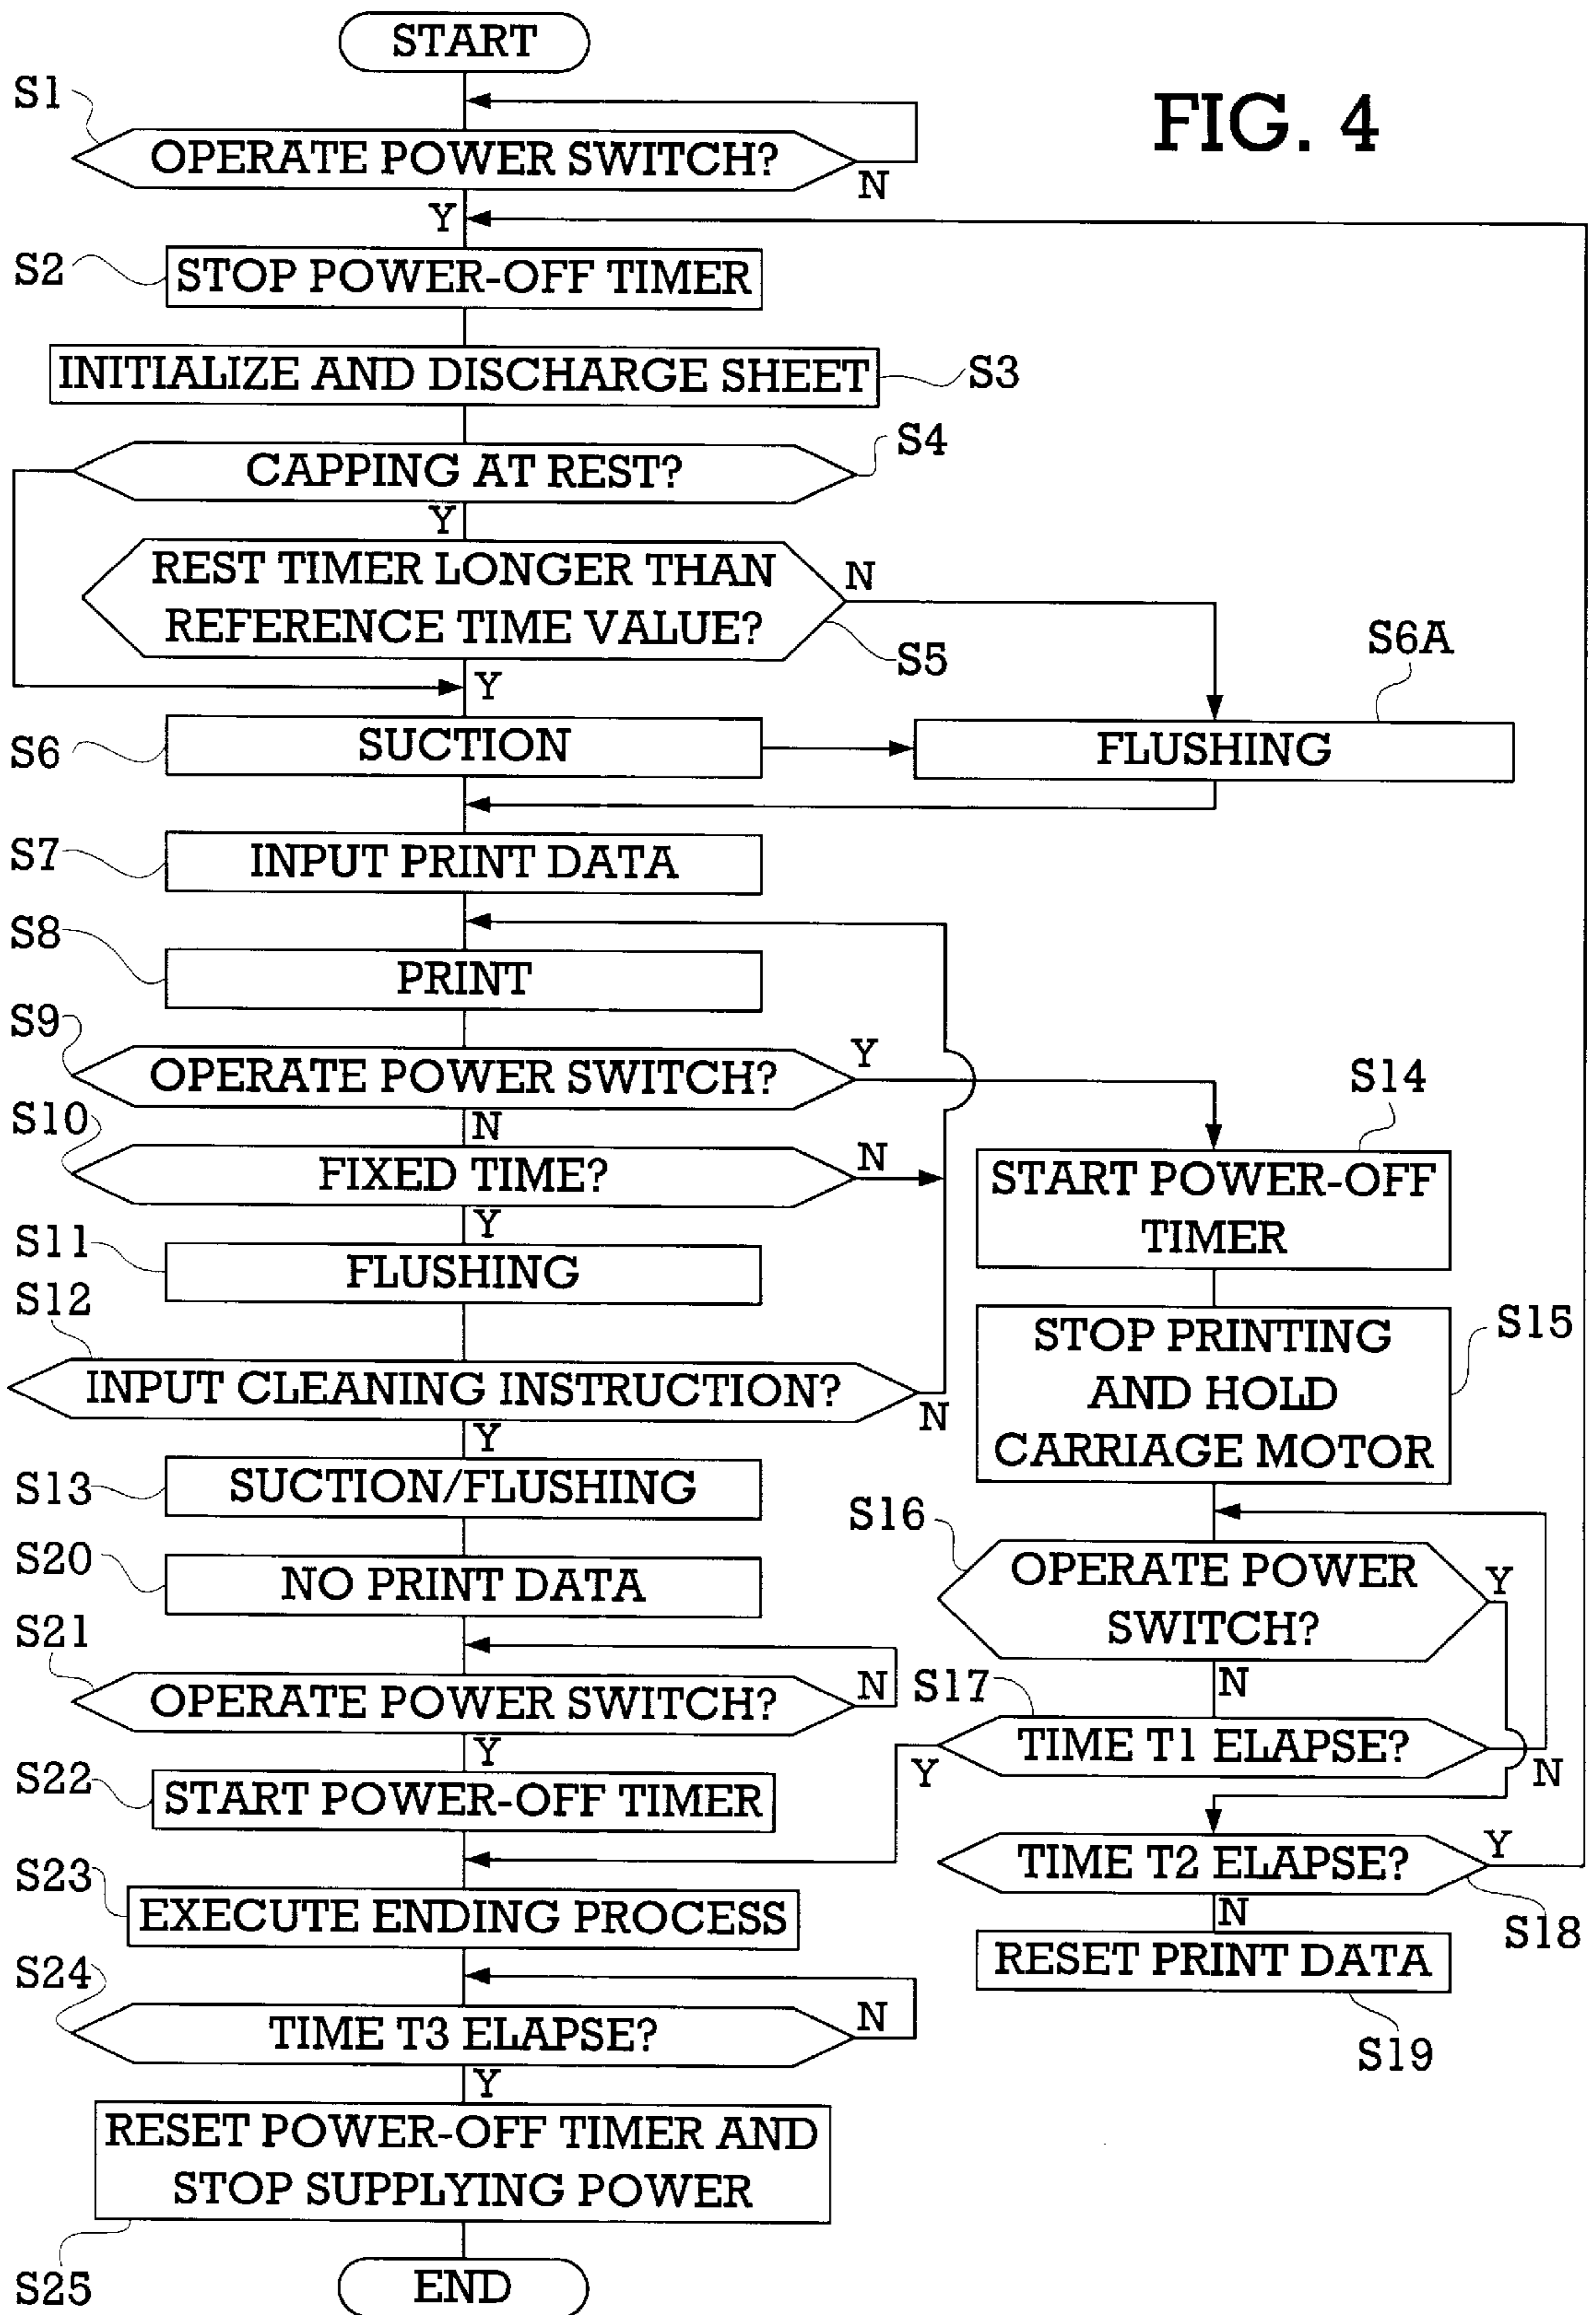 START
FIG. 4
S1
OPERATE POWER SWITCH?
N
Y
S2
STOP POWER-OFF TIMER
INITIALIZE AND DISCHARGE SHEET
S3
S4
CAPPING AT REST?
Y
REST TIMER LONGER THAN
REFERENCE TIME VALUE?
N
S5
Y
S6A
S6
SUCTION
FLUSHING
S7
INPUT PRINT DATA
S8
PRINT
S9
OPERATE POWER SWITCH?
Y
N
S10
FIXED TIME?
N
Y
S11
FLUSHING
S12
INPUT CLEANING INSTRUCTION?
N
Y
S13
SUCTION/FLUSHING
S20
NO PRINT DATA
S21
OPERATE POWER SWITCH?
N
Y
S22
START POWER-OFF TIMER
S23
EXECUTE ENDING PROCESS
S24
TIME T3 ELAPSE?
N
Y
RESET POWER-OFF TIMER AND
STOP SUPPLYING POWER
S25
END
S14
START POWER-OFF
TIMER
S15
STOP PRINTING
AND HOLD
CARRIAGE MOTOR
S16
OPERATE POWER
SWITCH?
Y
N
S17
TIME T1 ELAPSE?
Y
N
TIME T2 ELAPSE?
Y
N
S18
RESET PRINT DATA
S19